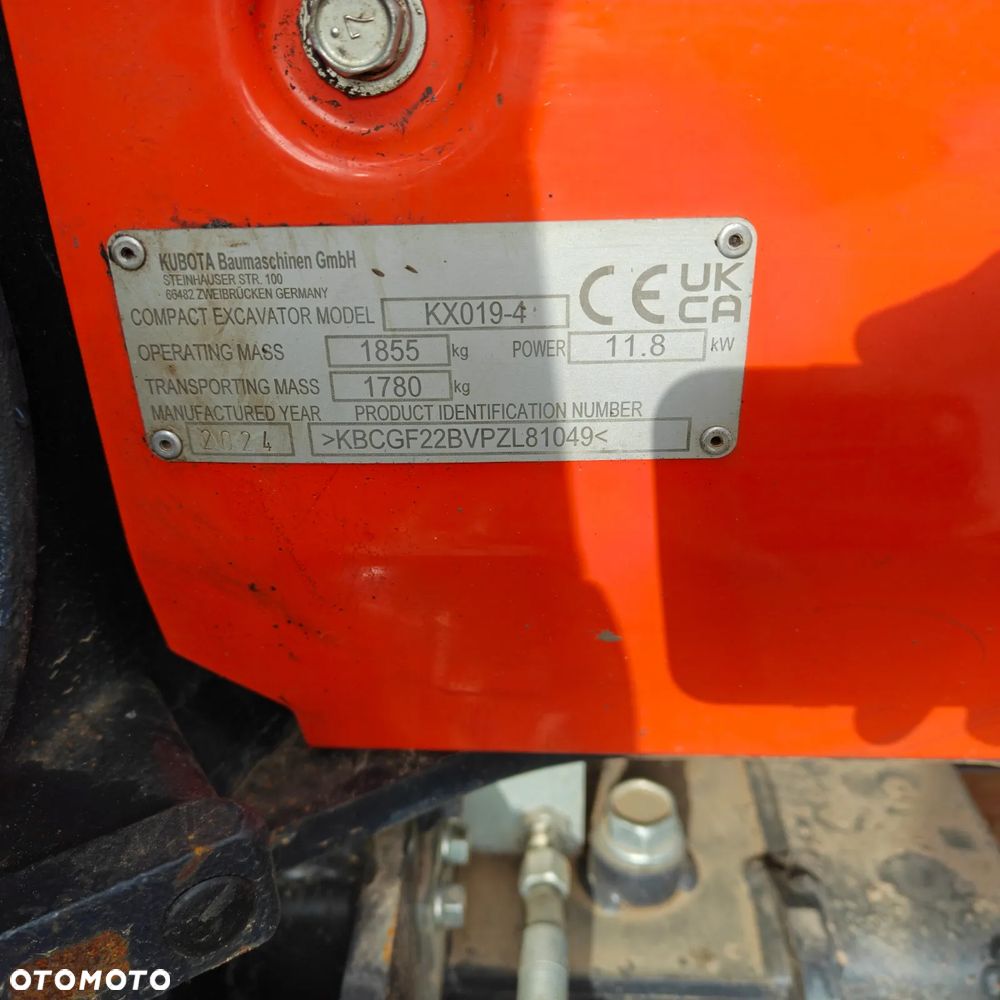 KUBOTA Baumaschinen GmbH
STEINHAUSER STR. 100
66482 ZWEIBRÜCKEN GERMANY
CE UK CA
COMPACT EXCAVATOR MODEL KX019-4
OPERATING MASS 1855 kg POWER 11.8 kW
TRANSPORTING MASS 1780 kg
MANUFACTURED YEAR PRODUCT IDENTIFICATION NUMBER
2024 >KBCGF22BVPZL81049<
OTOMOTO